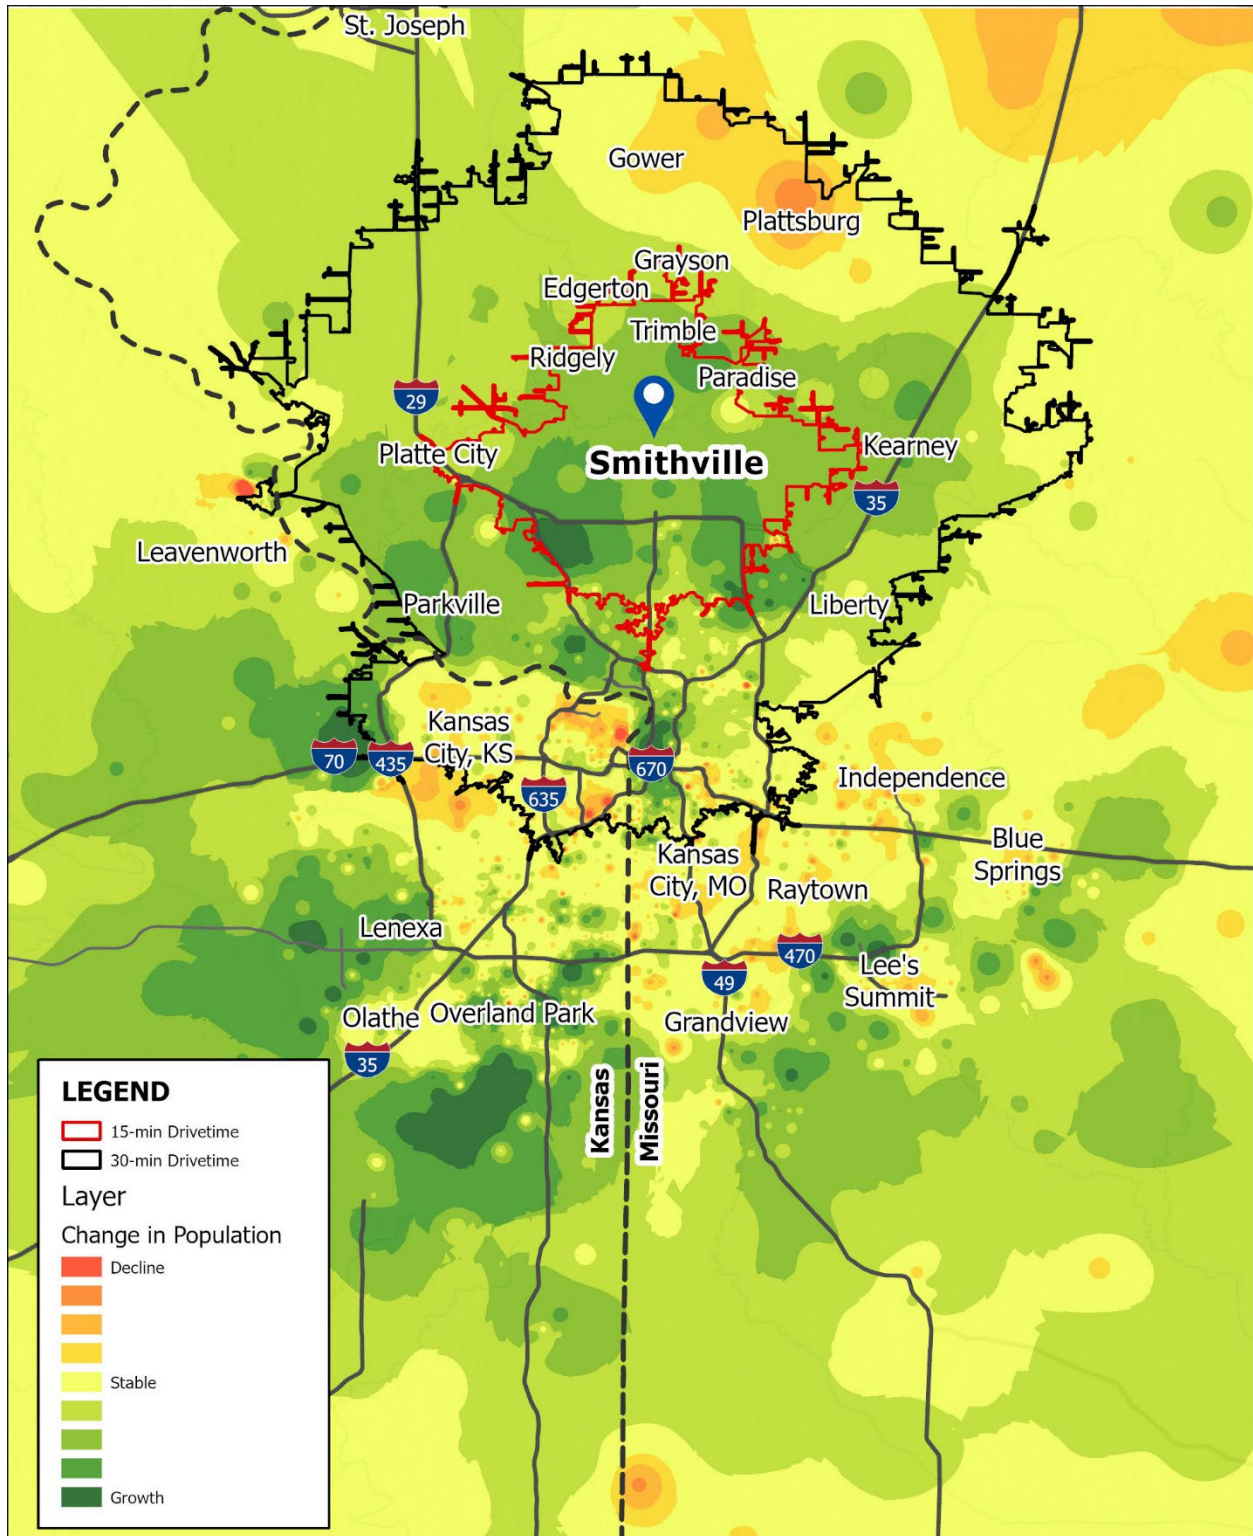 St. Joseph
Gower
Plattsburg
Grayson
Edgerton
Trimble
Ridgely
Paradise
29
Kearney
Platte City
Smithville
35
Leavenworth
Parkville
Liberty
Kansas
City, KS
70
435
670
635
Independence
Blue
Springs
Kansas
City, MO
Raytown
Lenexa
470
49
Lee's
Summit
Olathe
Overland Park
Grandview
35
Kansas
Missouri
LEGEND
15-min Drivetime
30-min Drivetime
Layer
Change in Population
Decline
Stable
Growth